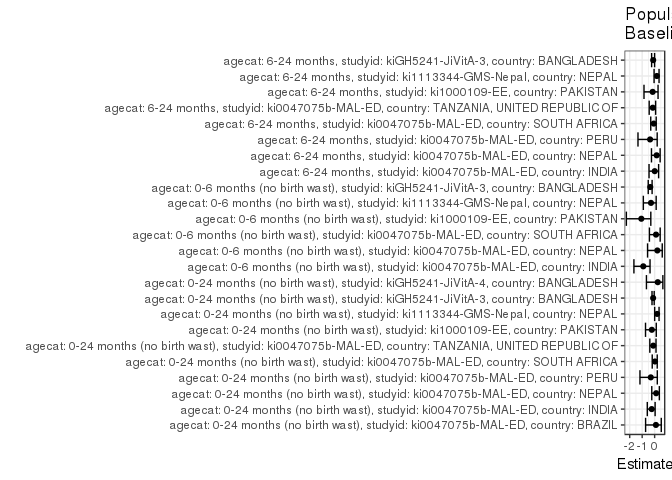 Popul
Baseli
agecat: 6-24 months, studyid: kiGH5241-JiVitA-3, country: BANGLADESH
agecat: 6-24 months, studyid: ki1113344-GMS-Nepal, country: NEPAL
agecat: 6-24 months, studyid: ki1000109-EE, country: PAKISTAN
agecat: 6-24 months, studyid: ki0047075b-MAL-ED, country: TANZANIA, UNITED REPUBLIC OF
agecat: 6-24 months, studyid: ki0047075b-MAL-ED, country: SOUTH AFRICA
agecat: 6-24 months, studyid: ki0047075b-MAL-ED, country: PERU
agecat: 6-24 months, studyid: ki0047075b-MAL-ED, country: NEPAL
agecat: 6-24 months, studyid: ki0047075b-MAL-ED, country: INDIA
agecat: 0-6 months (no birth wast), studyid: kiGH5241-JiVitA-3, country: BANGLADESH
agecat: 0-6 months (no birth wast), studyid: ki1113344-GMS-Nepal, country: NEPAL
agecat: 0-6 months (no birth wast), studyid: ki1000109-EE, country: PAKISTAN
agecat: 0-6 months (no birth wast), studyid: ki0047075b-MAL-ED, country: SOUTH AFRICA
agecat: 0-6 months (no birth wast), studyid: ki0047075b-MAL-ED, country: NEPAL
agecat: 0-6 months (no birth wast), studyid: ki0047075b-MAL-ED, country: INDIA
agecat: 0-24 months (no birth wast), studyid: kiGH5241-JiVitA-4, country: BANGLADESH
agecat: 0-24 months (no birth wast), studyid: kiGH5241-JiVitA-3, country: BANGLADESH
agecat: 0-24 months (no birth wast), studyid: ki1113344-GMS-Nepal, country: NEPAL
agecat: 0-24 months (no birth wast), studyid: ki1000109-EE, country: PAKISTAN
agecat: 0-24 months (no birth wast), studyid: ki0047075b-MAL-ED, country: TANZANIA, UNITED REPUBLIC OF
agecat: 0-24 months (no birth wast), studyid: ki0047075b-MAL-ED, country: SOUTH AFRICA
agecat: 0-24 months (no birth wast), studyid: ki0047075b-MAL-ED, country: PERU
agecat: 0-24 months (no birth wast), studyid: ki0047075b-MAL-ED, country: NEPAL
agecat: 0-24 months (no birth wast), studyid: ki0047075b-MAL-ED, country: INDIA
agecat: 0-24 months (no birth wast), studyid: ki0047075b-MAL-ED, country: BRAZIL
-2 -1 0
Estimate